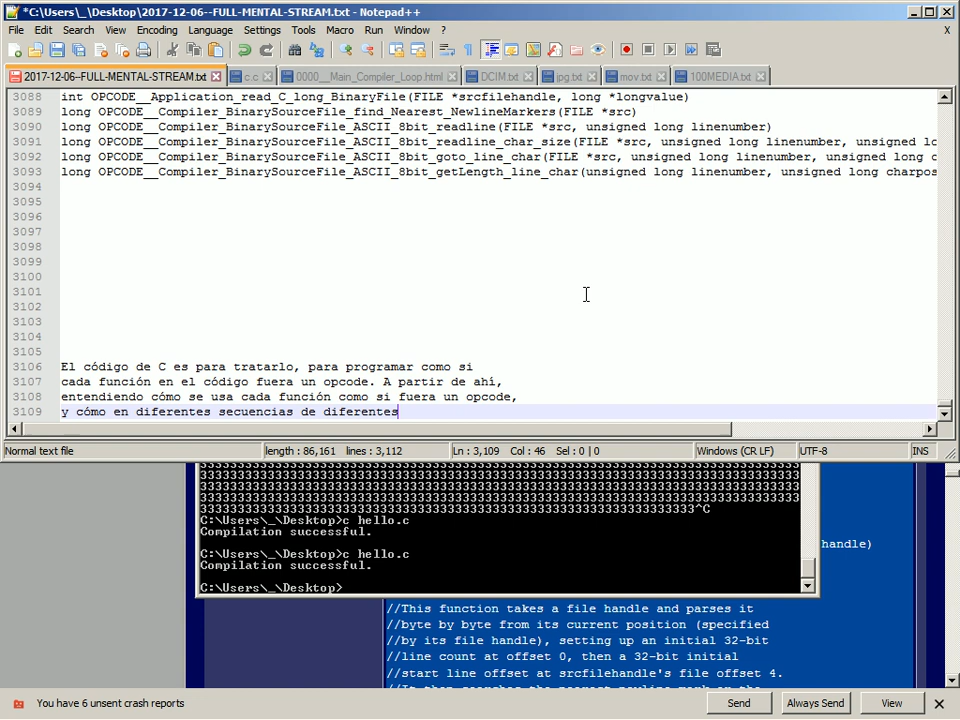 *C:\Users\_\Desktop\2017-12-06--FULL-MENTAL-STREAM.txt - Notepad++
File Edit Search View Encoding Language Settings Tools Macro Run Window ? X
2017-12-06--FULL-MENTAL-STREAM.txt c.c 0000__Main_Compiler_Loop.html DCIM.txt jpg.txt mov.txt 100MEDIA.txt
3088 int OPCODE__Application_read_C_long_BinaryFile(FILE *srcfilehandle, long *longvalue)
3089 long OPCODE__Compiler_BinarySourceFile_find_Nearest_NewlineMarkers(FILE *src)
3090 long OPCODE__Compiler_BinarySourceFile_ASCII_8bit_readline(FILE *src, unsigned long linenumber)
3091 long OPCODE__Compiler_BinarySourceFile_ASCII_8bit_readline_char_size(FILE *src, unsigned long linenumber, unsigned lo
3092 long OPCODE__Compiler_BinarySourceFile_ASCII_8bit_goto_line_char(FILE *src, unsigned long linenumber, unsigned long c
3093 long OPCODE__Compiler_BinarySourceFile_ASCII_8bit_getLength_line_char(unsigned long linenumber, unsigned long charpos
3094
3095
3096
3097
3098
3099
3100
3101
3102
3103
3104
3105
3106 El código de C es para tratarlo, para programar como si
3107 cada función en el código fuera un opcode. A partir de ahí,
3108 entendiendo cómo se usa cada función como si fuera un opcode,
3109 y cómo en diferentes secuencias de diferentes
Normal text file length : 86,161 lines : 3,112 Ln : 3,109 Col : 46 Sel : 0 | 0 Windows (CR LF) UTF-8 INS
^C
C:\Users\_\Desktop>c hello.c
Compilation successful.
C:\Users\_\Desktop>c hello.c
Compilation successful.
C:\Users\_\Desktop>
handle)
//This function takes a file handle and parses it
//byte by byte from its current position (specified
//by its file handle), setting up an initial 32-bit
//line count at offset 0, then a 32-bit initial
//start line offset at srcfilehandle's file offset 4.
You have 6 unsent crash reports Send Always Send View